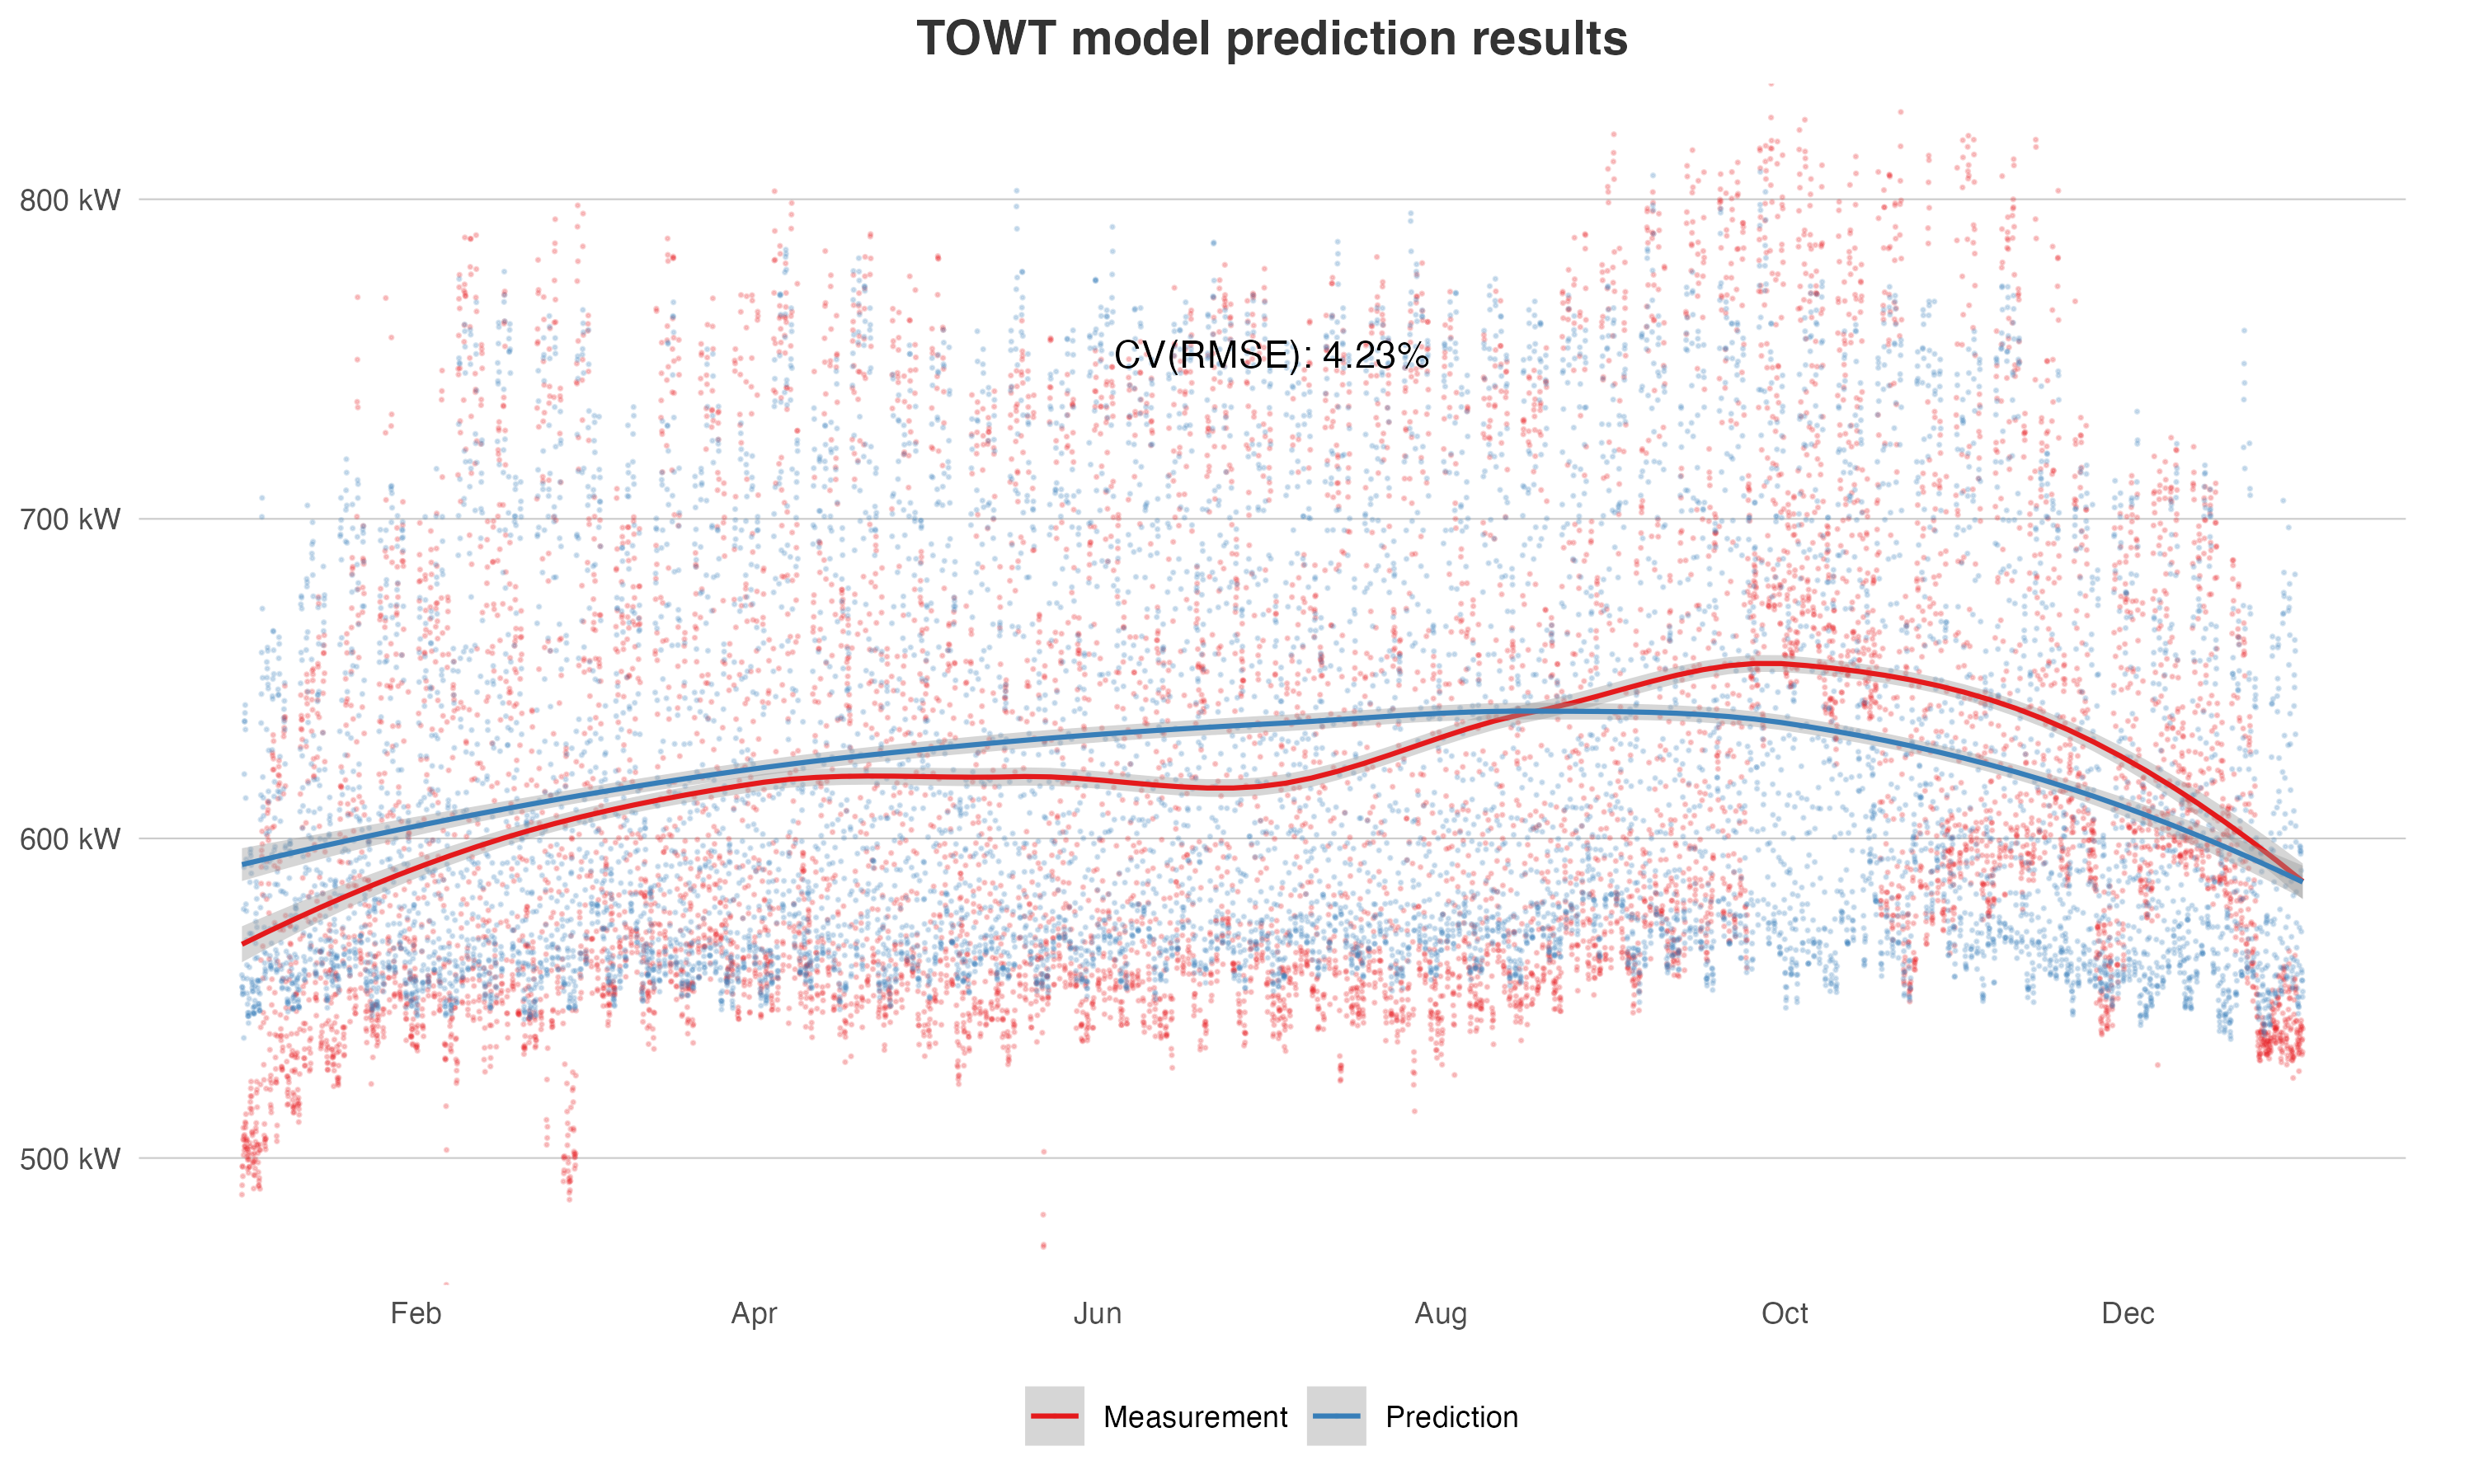 TOWT model prediction results
800 kW
CV(RMSE): 4.23%
700 kW
600 kW
500 kW
Feb Apr Jun Aug Oct Dec
Measurement Prediction